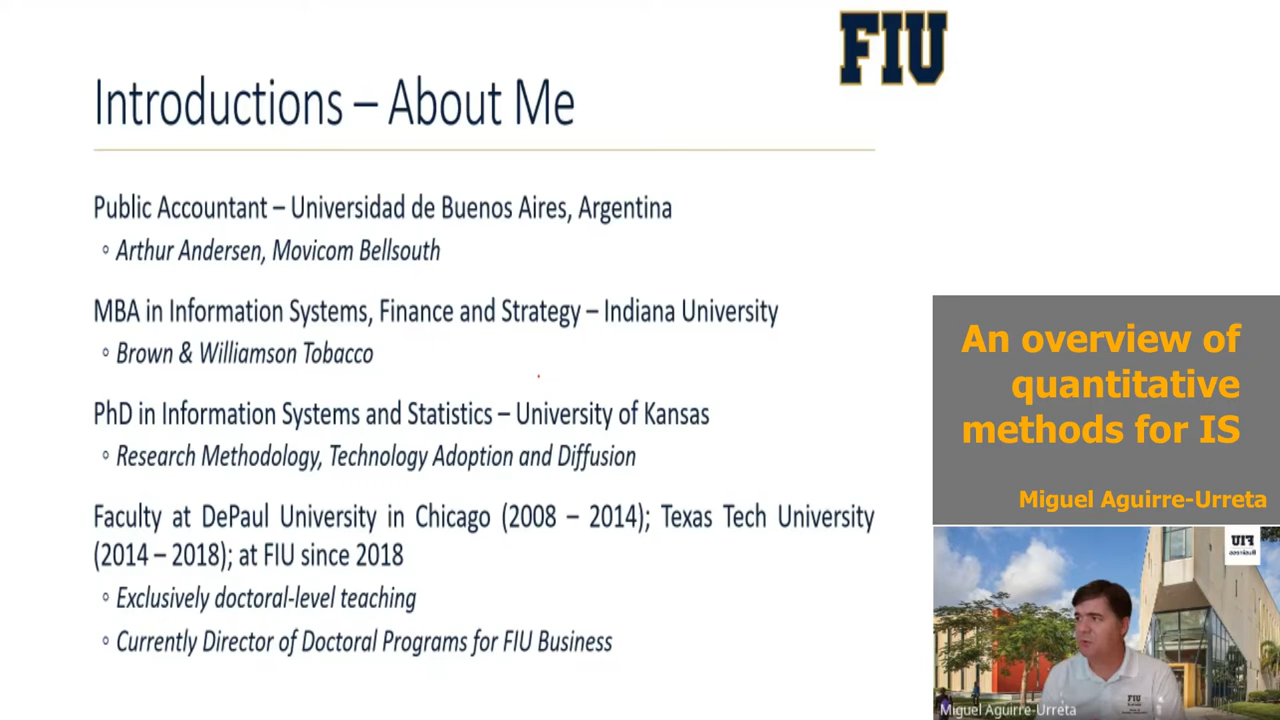 FIU
Introductions – About Me
Public Accountant – Universidad de Buenos Aires, Argentina
◦ Arthur Andersen, Movicom Bellsouth
MBA in Information Systems, Finance and Strategy – Indiana University
◦ Brown & Williamson Tobacco
PhD in Information Systems and Statistics – University of Kansas
◦ Research Methodology, Technology Adoption and Diffusion
Faculty at DePaul University in Chicago (2008 – 2014); Texas Tech University
(2014 – 2018); at FIU since 2018
◦ Exclusively doctoral-level teaching
◦ Currently Director of Doctoral Programs for FIU Business
An overview of
quantitative
methods for IS
Miguel Aguirre-Urreta
FIU
Business
FIU
Miguel Aguirre-Urreta